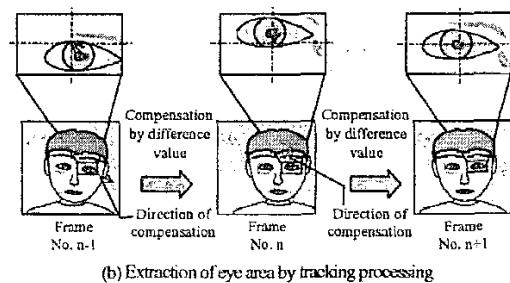 Compensation
by difference
value
Direction of
compensation
Compensation
by difference
value
Direction of
compensation
Frame
No. n-1
Frame
No. n
Frame
No. n+1
(b) Extraction of eye area by tracking processing